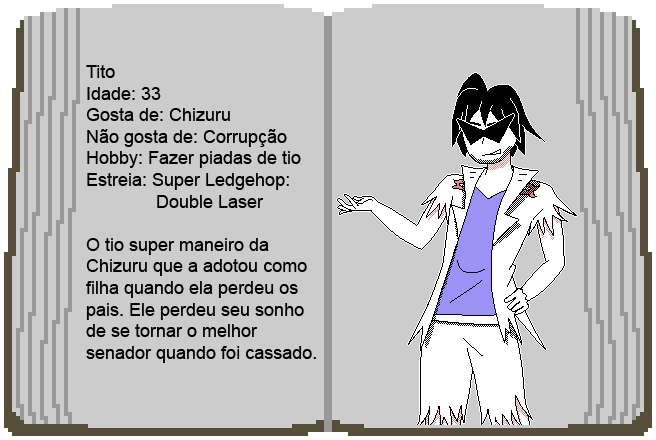 Tito
Idade: 33
Gosta de: Chizuru
Não gosta de: Corrupção
Hobby: Fazer piadas de tio
Estreia: Super Ledgehop:
Double Laser
O tio super maneiro da
Chizuru que a adotou como
filha quando ela perdeu os
pais. Ele perdeu seu sonho
de se tornar o melhor
senador quando foi cassado.